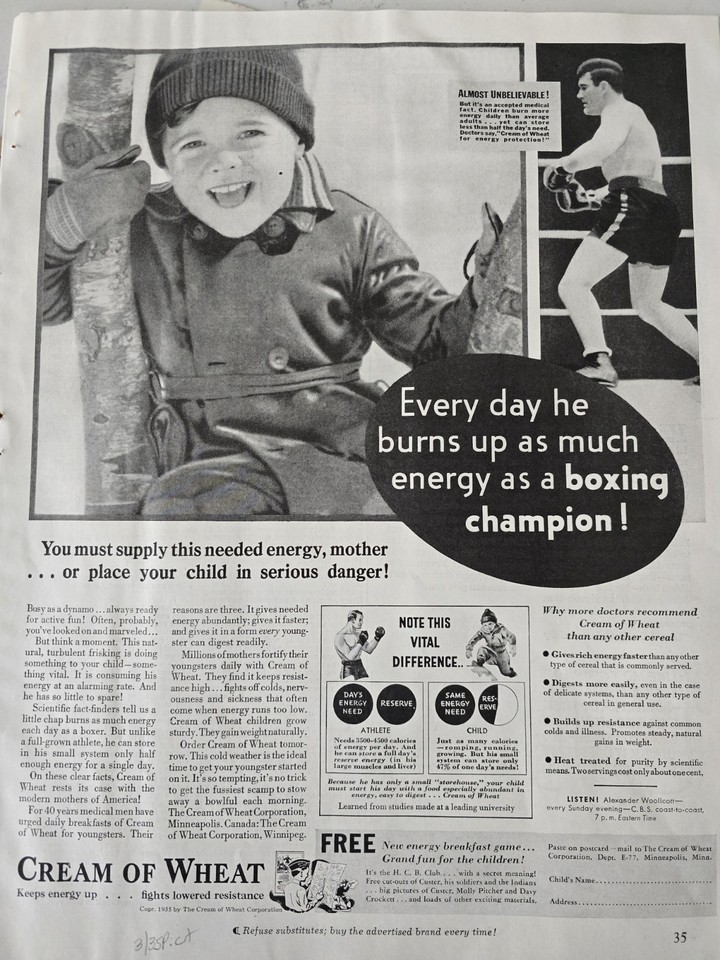 ALMOST UNBELIEVABLE!
But it's an accepted medical
fact. Children burn more
energy daily than average
adults . . . yet can store
less than half the day's need.
Doctors say, "Cream of Wheat
for energy protection!"
Every day he
burns up as much
energy as a boxing
champion!
You must supply this needed energy, mother
. . . or place your child in serious danger!
Busy as a dynamo . . . always ready
for active fun! Often, probably,
you've looked on and marveled . . .
But think a moment. This nat-
ural, turbulent frisking is doing
something to your child—some-
thing vital. It is consuming his
energy at an alarming rate. And
he has so little to spare!
Scientific fact-finders tell us a
little chap burns as much energy
each day as a boxer. But unlike
a full-grown athlete, he can store
in his small system only half
enough energy for a single day.
On these clear facts, Cream of
Wheat rests its case with the
modern mothers of America!
For 40 years medical men have
urged daily breakfasts of Cream
of Wheat for youngsters. Their
reasons are three. It gives needed
energy abundantly; gives it faster;
and gives it in a form every young-
ster can digest readily.
Millions of mothers fortify their
youngsters daily with Cream of
Wheat. They find it keeps resist-
ance high . . . fights off colds, nerv-
ousness and sickness that often
come when energy runs too low.
Cream of Wheat children grow
sturdy. They gain weight naturally.
Order Cream of Wheat tomor-
row. This cold weather is the ideal
time to get your youngster started
on it. It's so tempting, it's no trick
to get the fussiest scamp to stow
away a bowlful each morning.
The Cream of Wheat Corporation,
Minneapolis. Canada: The Cream
of Wheat Corporation, Winnipeg.
NOTE THIS
VITAL
DIFFERENCE..
DAY'S
ENERGY
NEED
RESERVE
ATHLETE
Needs 3500-4500 calories
of energy per day. And
he can store a full day's
reserve energy (in his
large muscles and liver)
SAME
ENERGY
NEED
RES-
ERVE
CHILD
Just as many calories
—romping, running,
growing. But his small
system can store only
47% of one day's needs!
Because he has only a small "storehouse," your child
must start his day with a food especially abundant in
energy, easy to digest . . . Cream of Wheat
Learned from studies made at a leading university
Why more doctors recommend
Cream of Wheat
than any other cereal
● Gives rich energy faster than any other
type of cereal that is commonly served.
● Digests more easily, even in the case
of delicate systems, than any other type of
cereal in general use.
● Builds up resistance against common
colds and illness. Promotes steady, natural
gains in weight.
● Heat treated for purity by scientific
means. Two servings cost only about one cent.
LISTEN! Alexander Woollcott—
every Sunday evening—C.B.S. coast-to-coast,
7 p.m. Eastern Time
CREAM OF WHEAT
Keeps energy up . . . fights lowered resistance
Copr. 1935 by The Cream of Wheat Corporation
FREE New energy breakfast game...
Grand fun for the children!
It's the H. C. B. Club . . . with a secret meaning!
Free cut-outs of Custer, his soldiers and the Indians
. . . big pictures of Custer, Molly Pitcher and Davy
Crockett . . . and loads of other exciting materials.
Paste on postcard—mail to The Cream of Wheat
Corporation, Dept. E-77, Minneapolis, Minn.
Child's Name
Address
Refuse substitutes; buy the advertised brand every time!
35